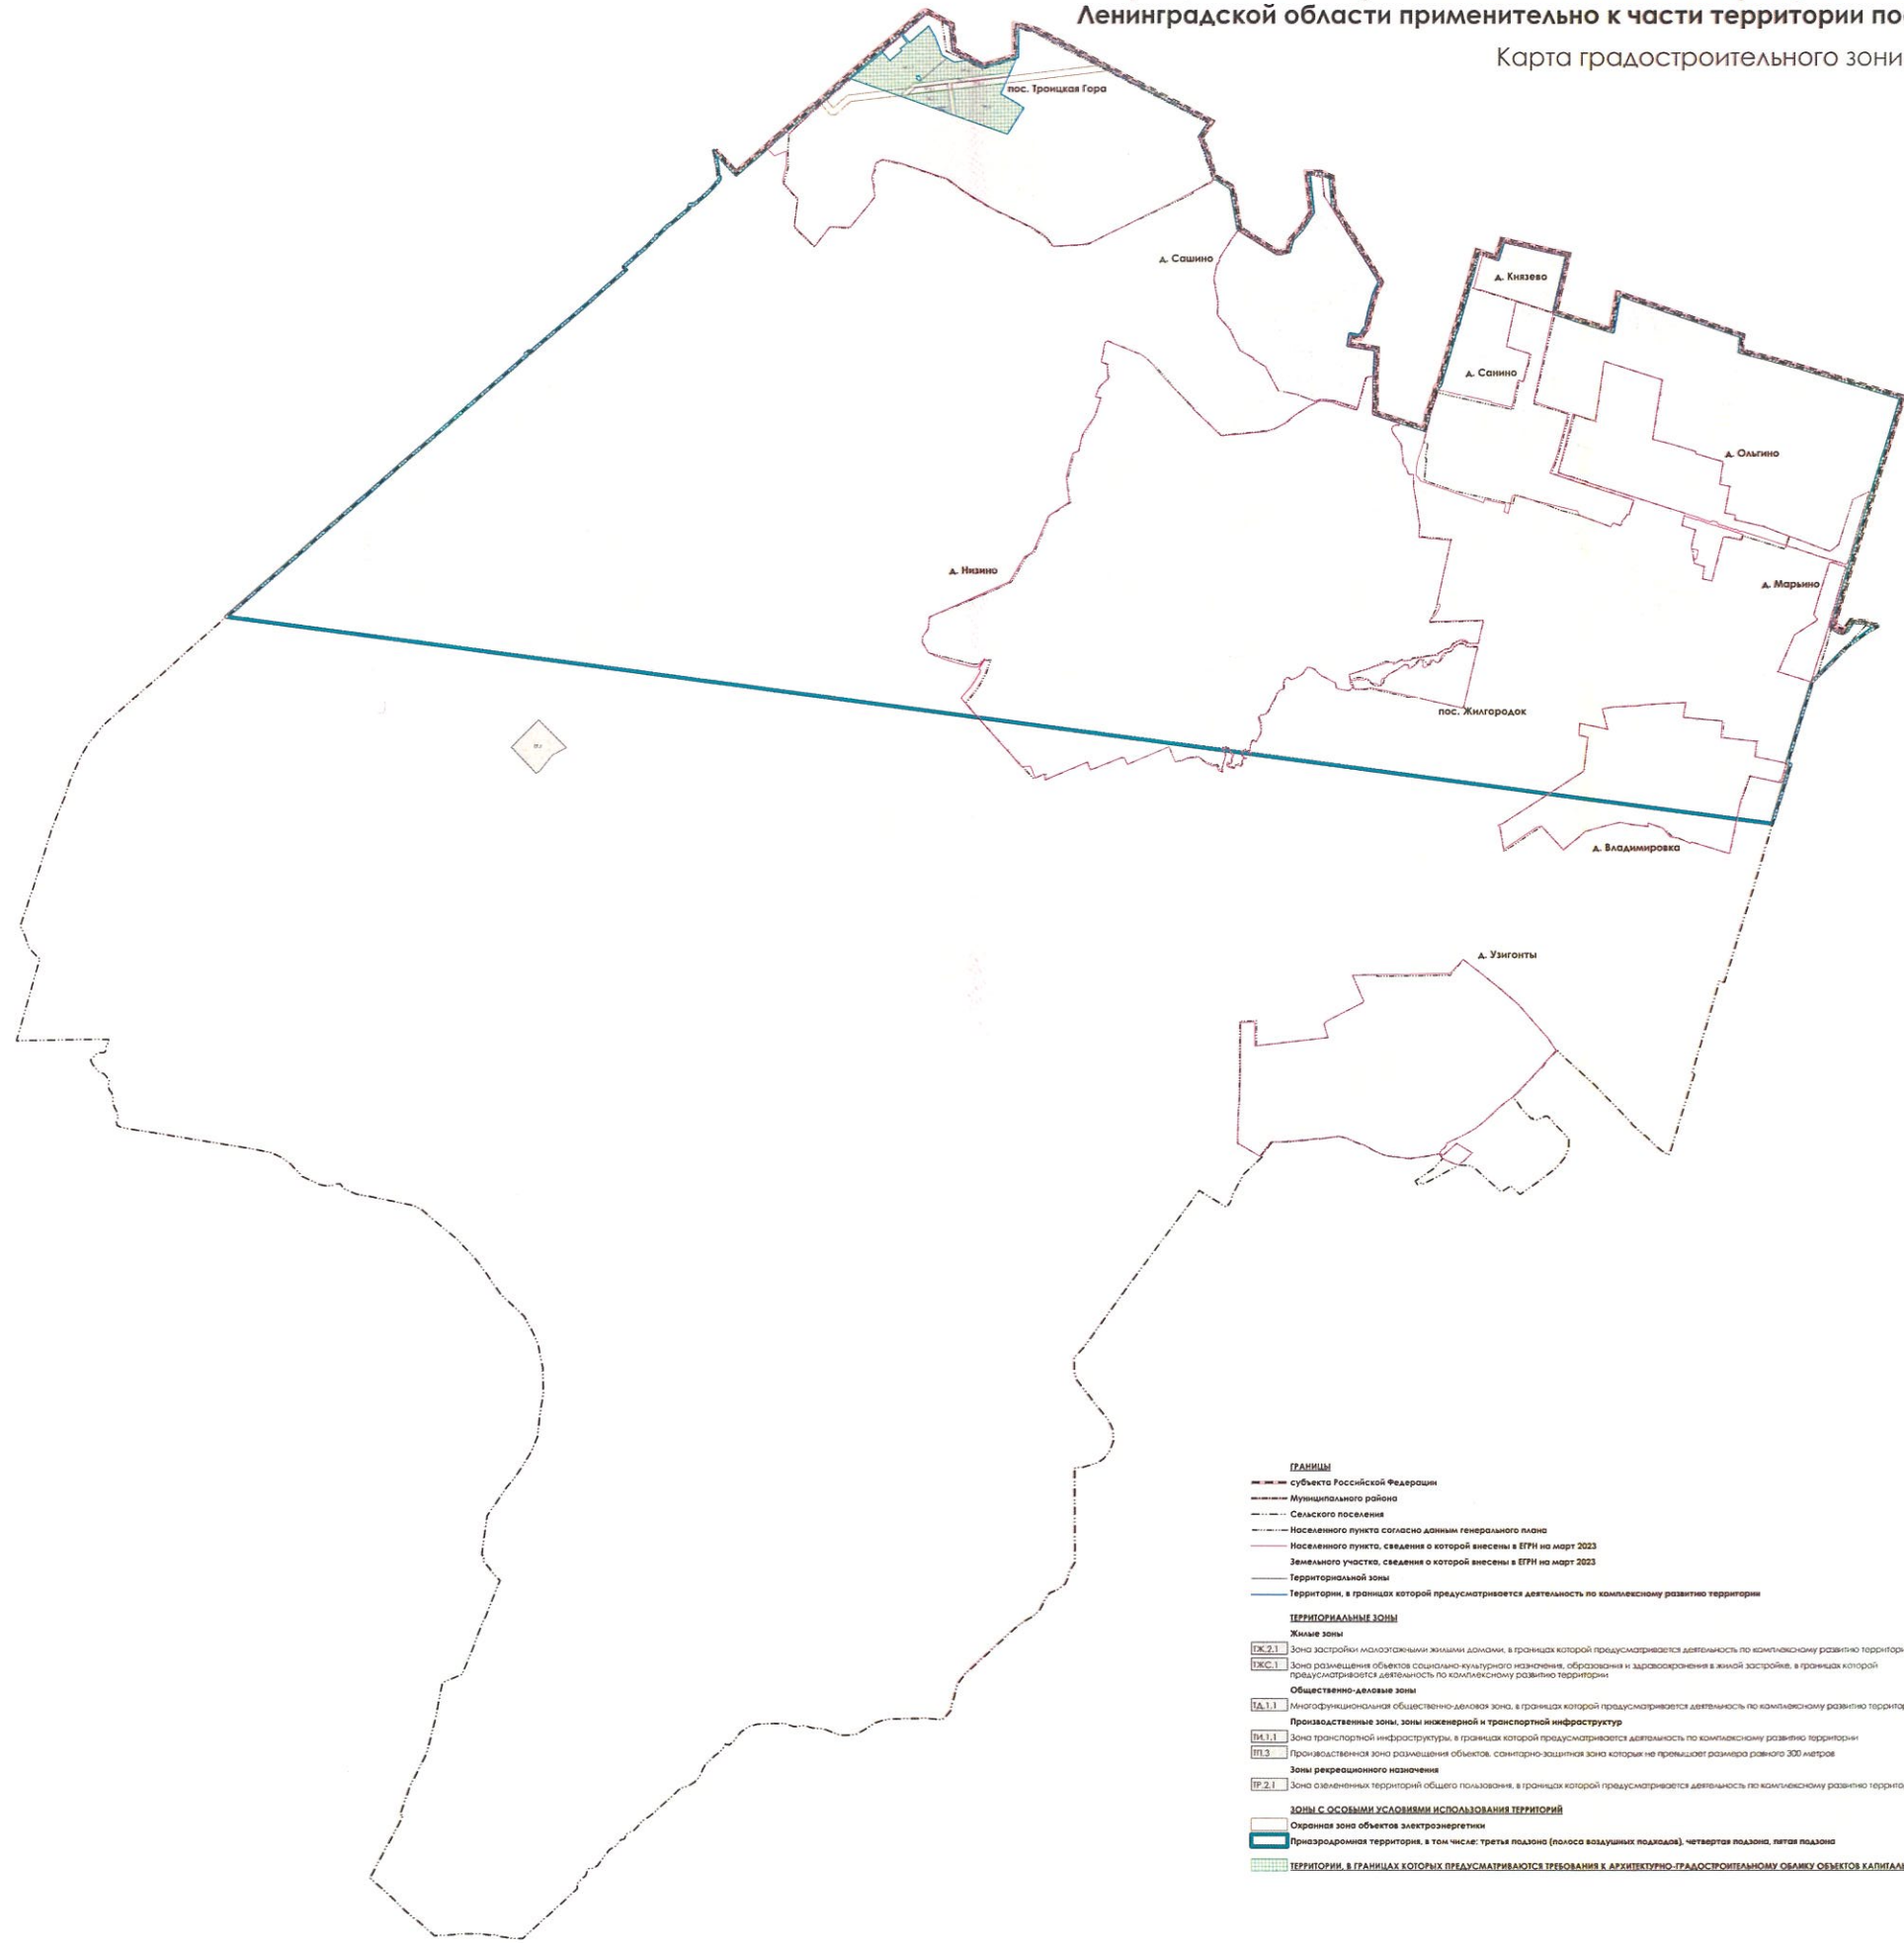 Ленинградской области применительно к части территории по
Карта градостроительного зони
пос. Троицкая Гора
д. Сашино
д. Князево
д. Санино
д. Ольгино
д. Низино
д. Марьино
пос. Жилгородок
д. Владимировка
д. Узигонты
ГРАНИЦЫ
субъекта Российской Федерации
Муниципального района
Сельского поселения
Населенного пункта согласно данным генерального плана
Населенного пункта, сведения о которой внесены в ЕГРН на март 2023
Земельного участка, сведения о которой внесены в ЕГРН на март 2023
Территориальной зоны
Территории, в границах которой предусматривается деятельность по комплексному развитию территории
ТЕРРИТОРИАЛЬНЫЕ ЗОНЫ
Жилые зоны
ТЖ.2.1 Зона застройки малоэтажными жилыми домами, в границах которой предусматривается деятельность по комплексному развитию территори
ТЖС.1 Зона размещения объектов социально-культурного назначения, образования и здравоохранения в жилой застройке, в границах которой
предусматривается деятельность по комплексному развитию территории
Общественно-деловые зоны
ТД.1.1 Многофункциональная общественно-деловая зона, в границах которой предусматривается деятельность по комплексному развитию территор
Производственные зоны, зоны инженерной и транспортной инфраструктур
ТИ.1.1 Зона транспортной инфраструктуры, в границах которой предусматривается деятельность по комплексному развитию территории
ТП.3 Производственная зона размещения объектов, санитарно-защитная зона которых не превышает размера равного 300 метров
Зоны рекреационного назначения
ТР.2.1 Зона озелененных территорий общего пользования, в границах которой предусматривается деятельность по комплексному развитию террито
ЗОНЫ С ОСОБЫМИ УСЛОВИЯМИ ИСПОЛЬЗОВАНИЯ ТЕРРИТОРИЙ
Охранная зона объектов электроэнергетики
Приаэродромная территория, в том числе: третья подзона (полоса воздушных подходов), четвертая подзона, пятая подзона
ТЕРРИТОРИИ, В ГРАНИЦАХ КОТОРЫХ ПРЕДУСМАТРИВАЮТСЯ ТРЕБОВАНИЯ К АРХИТЕКТУРНО-ГРАДОСТРОИТЕЛЬНОМУ ОБЛИКУ ОБЪЕКТОВ КАПИТАЛЬ